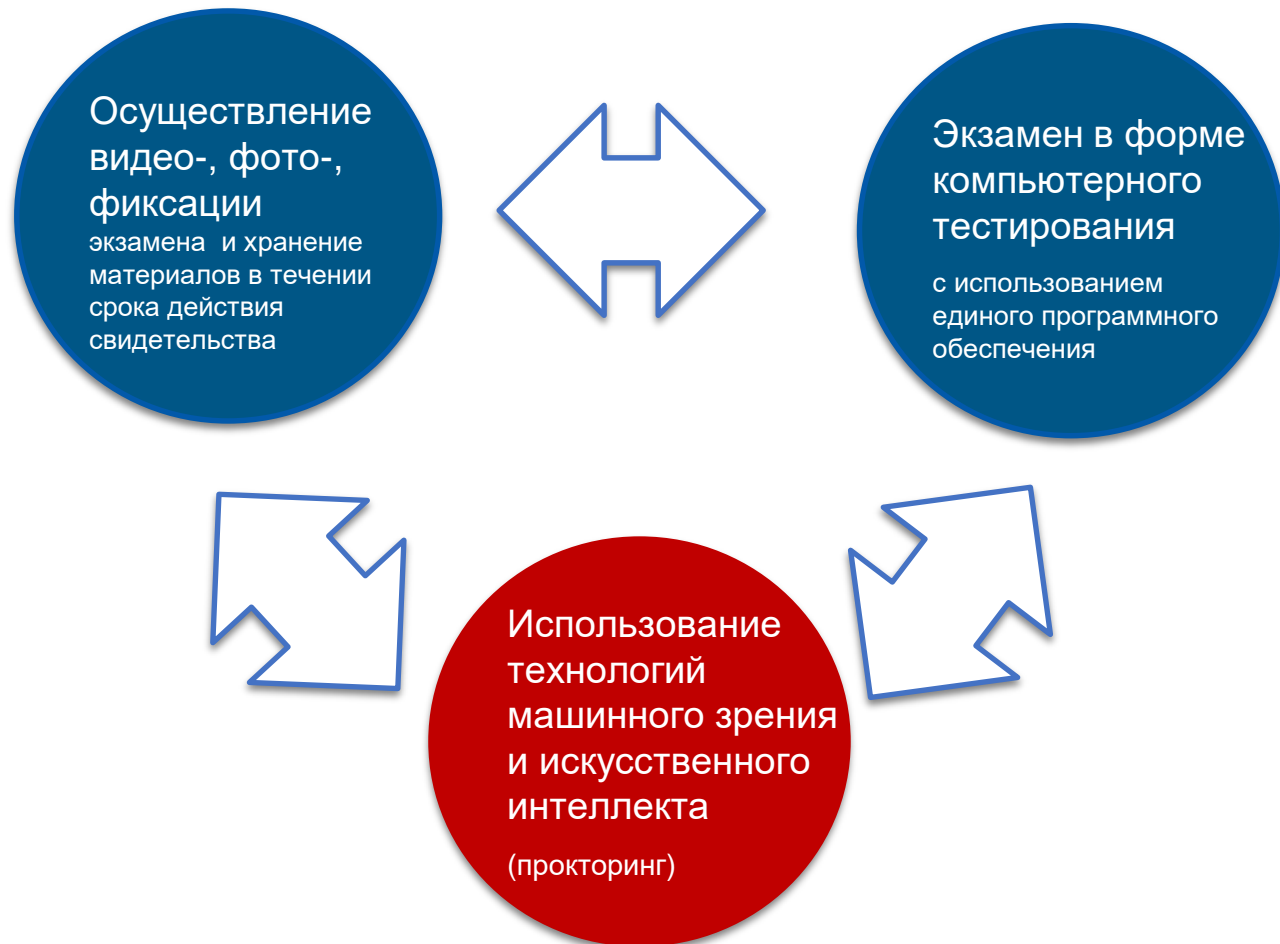 Осуществление
видео-, фото-,
фиксации
экзамена и хранение
материалов в течении
срока действия
свидетельства
Экзамен в форме
компьютерного
тестирования
с использованием
единого программного
обеспечения
Использование
технологий
машинного зрения
и искусственного
интеллекта
(прокторинг)